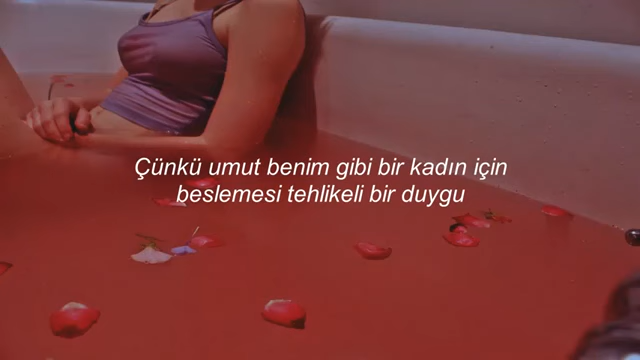 Çünkü umut benim gibi bir kadın için
beslemesi tehlikeli bir duygu